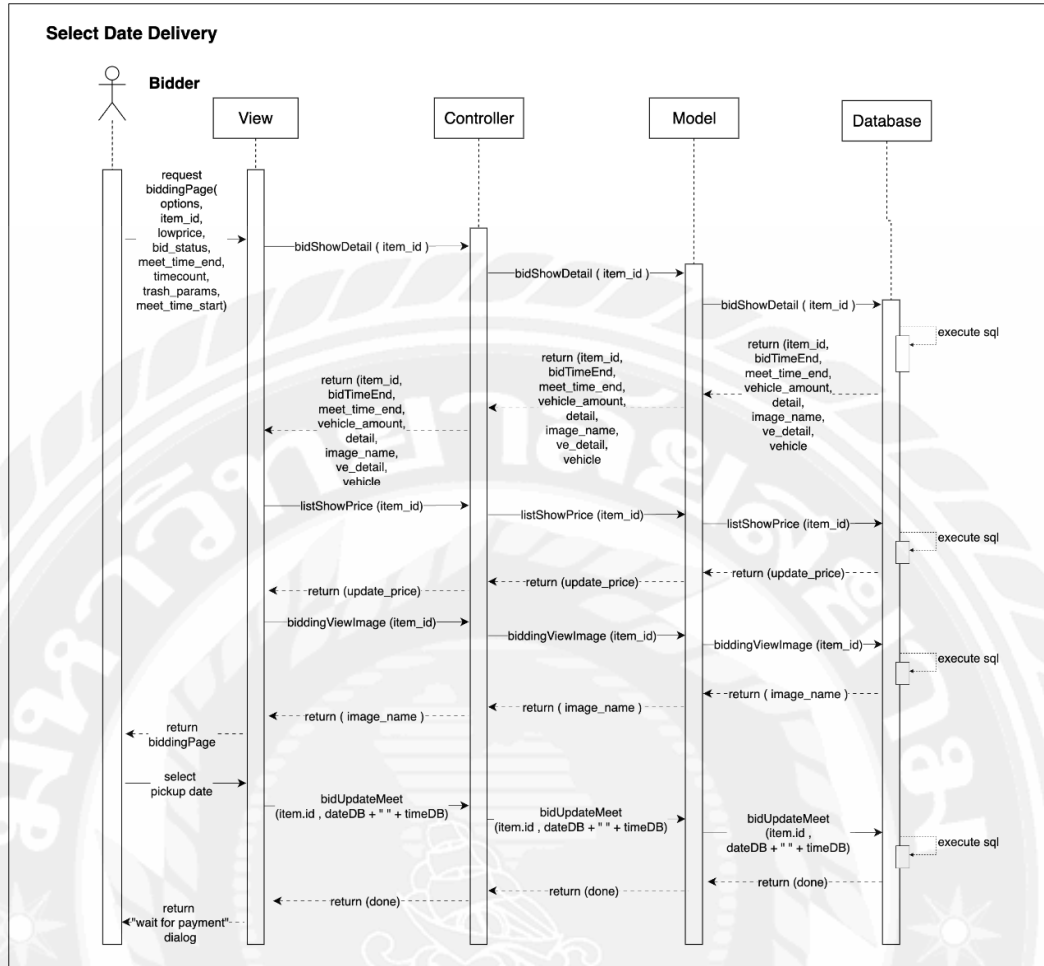 Select Date Delivery
Bidder
View
Controller
Model
Database
request
biddingPage(
options,
item_id,
lowprice,
bid_status,
meet_time_end,
timecount,
trash_params,
meet_time_start)
bidShowDetail ( item_id )
bidShowDetail ( item_id )
bidShowDetail ( item_id )
execute sql
return (item_id,
bidTimeEnd,
meet_time_end,
vehicle_amount,
detail,
image_name,
ve_detail,
vehicle
return (item_id,
bidTimeEnd,
meet_time_end,
vehicle_amount,
detail,
image_name,
ve_detail,
vehicle
return (item_id,
bidTimeEnd,
meet_time_end,
vehicle_amount,
detail,
image_name,
ve_detail,
vehicle
listShowPrice (item_id)
listShowPrice (item_id)
listShowPrice (item_id)
execute sql
return (update_price)
return (update_price)
return (update_price)
biddingViewImage (item_id)
biddingViewImage (item_id)
biddingViewImage (item_id)
execute sql
return ( image_name )
return ( image_name )
return ( image_name )
return
biddingPage
select
pickup date
bidUpdateMeet
(item.id , dateDB + " " + timeDB)
bidUpdateMeet
(item.id , dateDB + " " + timeDB)
bidUpdateMeet
(item.id ,
dateDB + " " + timeDB)
execute sql
return (done)
return (done)
return (done)
return
"wait for payment"
dialog